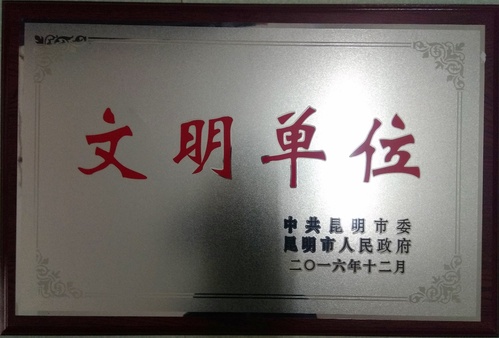 文明单位
中共昆明市委
昆明市人民政府
二〇一六年十二月